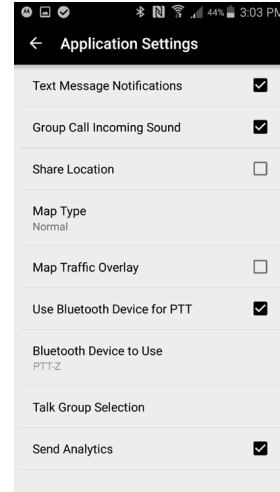 44% 3:03 PM
Application Settings
Text Message Notifications
Group Call Incoming Sound
Share Location
Map Type
Normal
Map Traffic Overlay
Use Bluetooth Device for PTT
Bluetooth Device to Use
PTT-Z
Talk Group Selection
Send Analytics